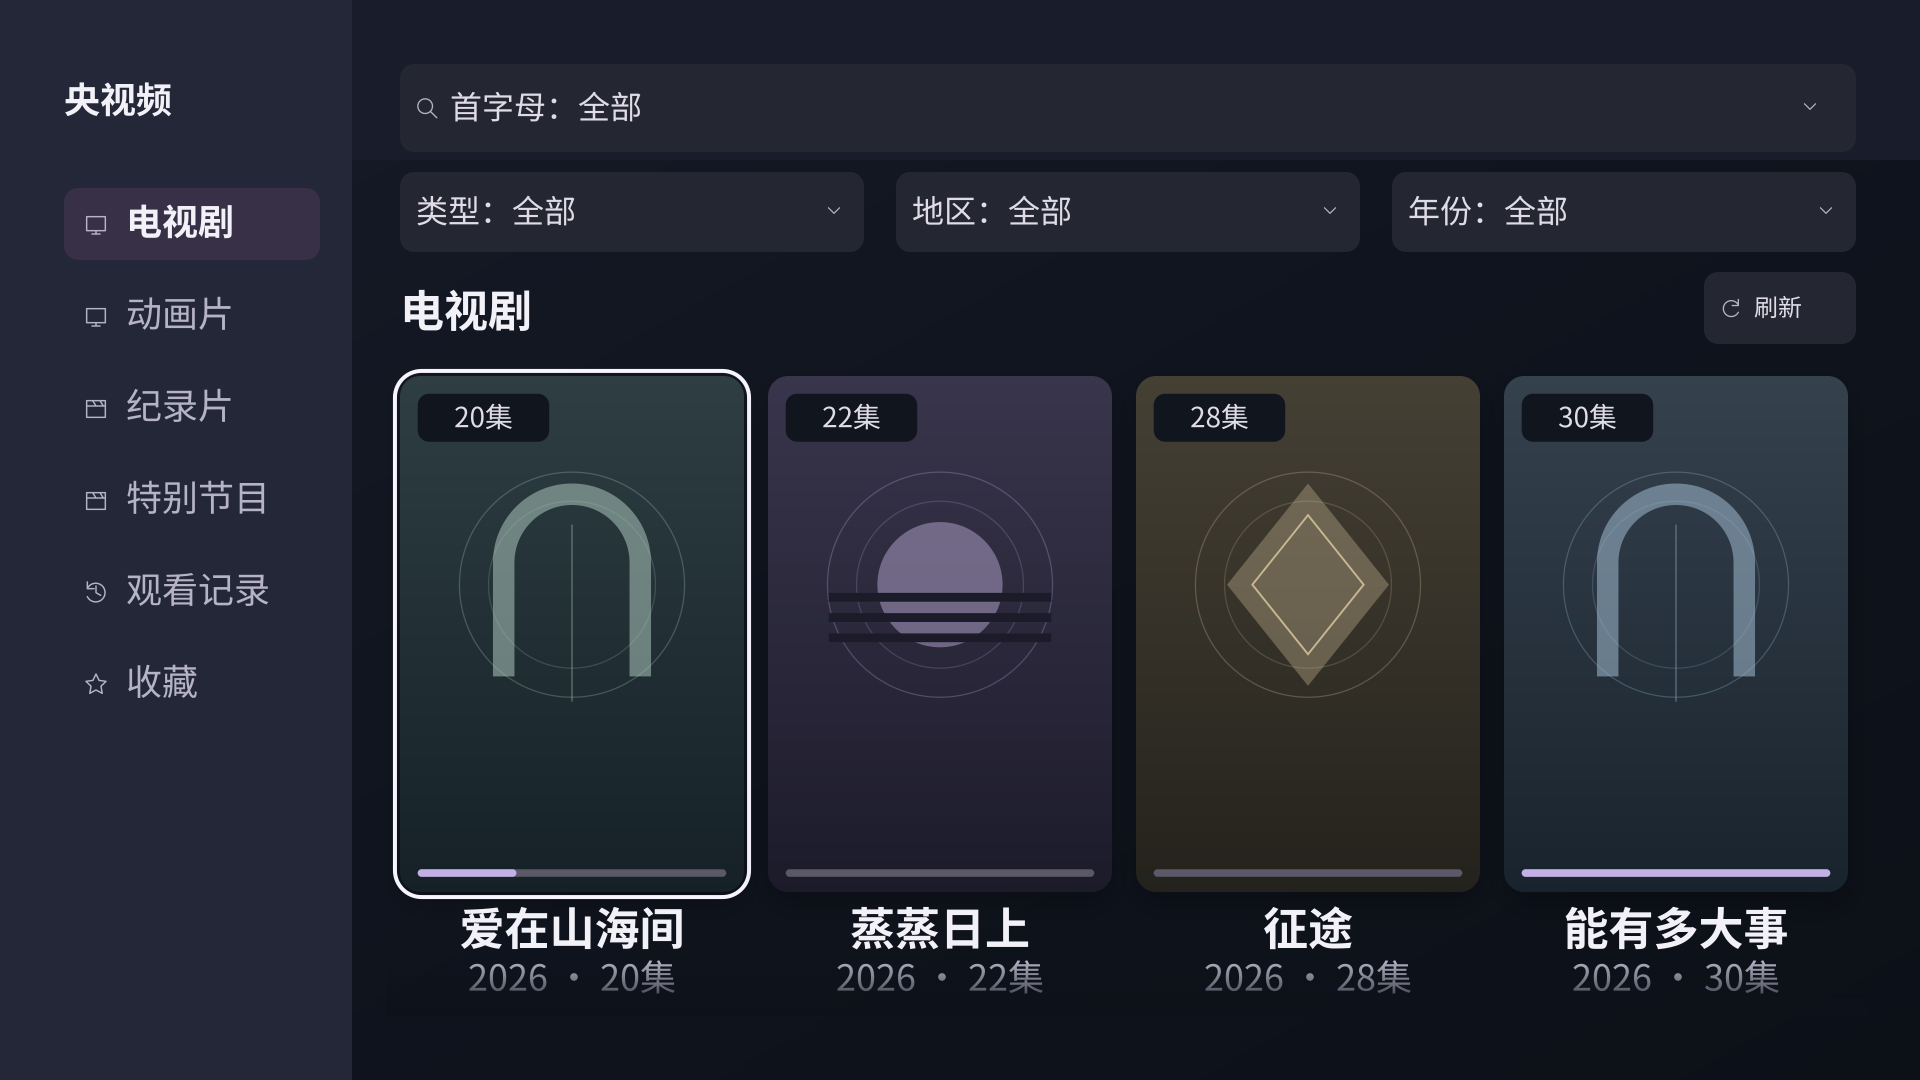 央视频
电视剧
动画片
纪录片
特别节目
观看记录
收藏
首字母：全部
类型：全部
地区：全部
年份：全部
电视剧
刷新
20集
22集
28集
30集
爱在山海间
蒸蒸日上
征途
能有多大事
2026 • 20集
2026 • 22集
2026 • 28集
2026 • 30集